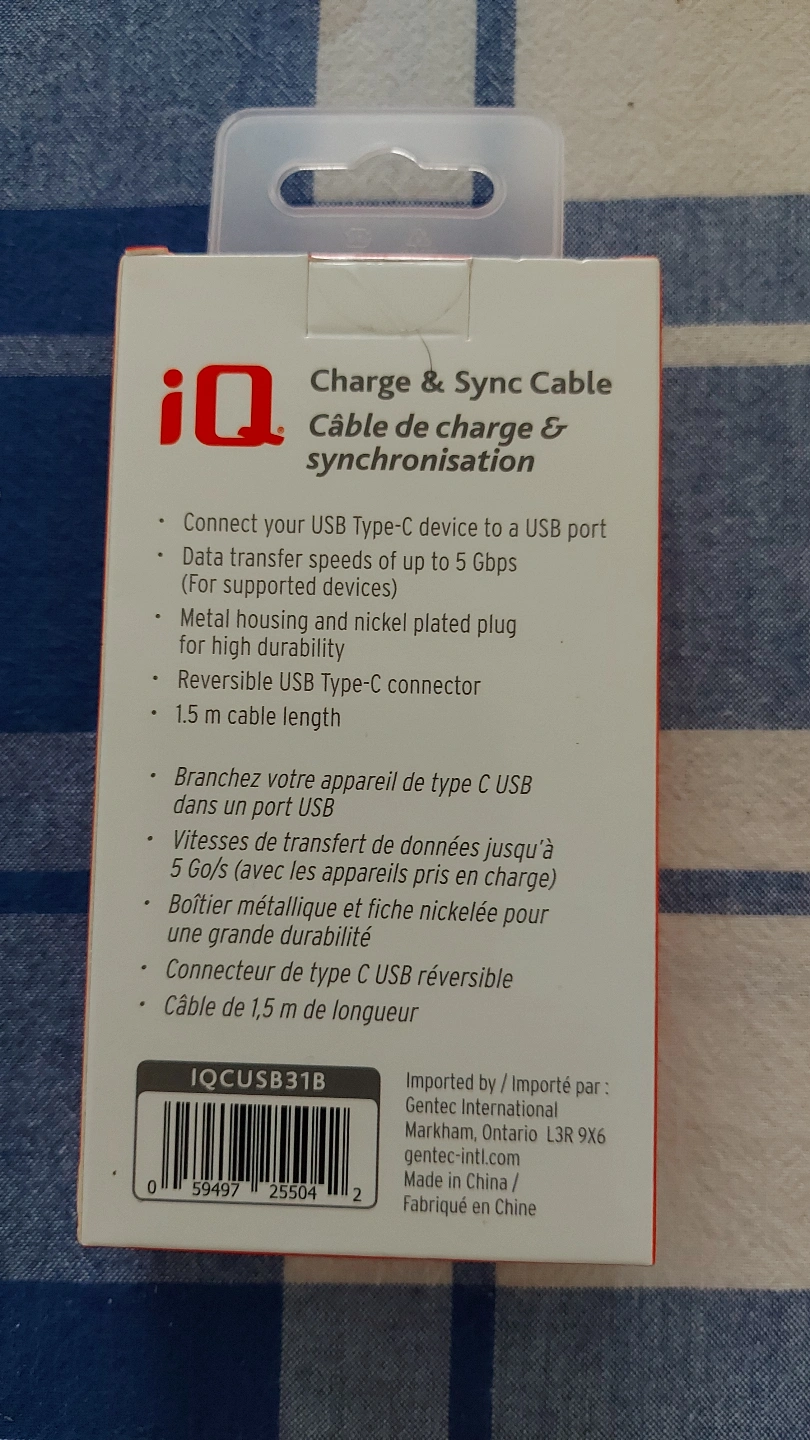 iQ®
Charge & Sync Cable
Câble de charge &
synchronisation
• Connect your USB Type-C device to a USB port
• Data transfer speeds of up to 5 Gbps
(For supported devices)
• Metal housing and nickel plated plug
for high durability
• Reversible USB Type-C connector
• 1.5 m cable length
• Branchez votre appareil de type C USB
dans un port USB
• Vitesses de transfert de données jusqu'à
5 Go/s (avec les appareils pris en charge)
• Boîtier métallique et fiche nickelée pour
une grande durabilité
• Connecteur de type C USB réversible
• Câble de 1,5 m de longueur
IQCUSB31B
0 59497 25504 2
Imported by / Importé par :
Gentec International
Markham, Ontario L3R 9X6
gentec-intl.com
Made in China /
Fabriqué en Chine